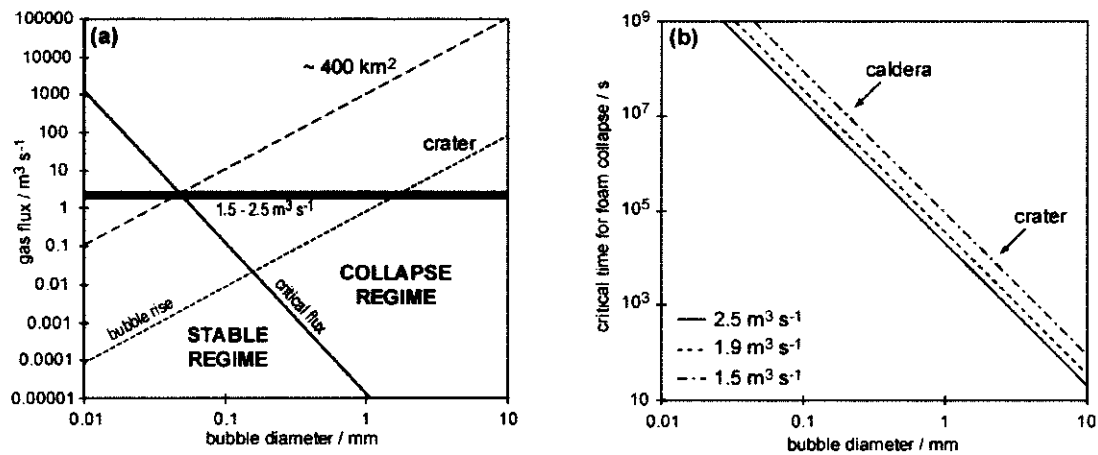 (a)
100000
10000
1000
100
10
1
0.1
0.01
0.001
0.0001
0.00001
gas flux / m³ s⁻¹
~ 400 km²
crater
1.5 - 2.5 m³ s⁻¹
COLLAPSE
REGIME
critical flux
bubble rise
STABLE
REGIME
0.01 0.1 1 10
bubble diameter / mm
(b)
10⁹
10⁷
10⁵
10³
10
critical time for foam collapse / s
caldera
crater
2.5 m³ s⁻¹
1.9 m³ s⁻¹
1.5 m³ s⁻¹
0.01 0.1 1 10
bubble diameter / mm